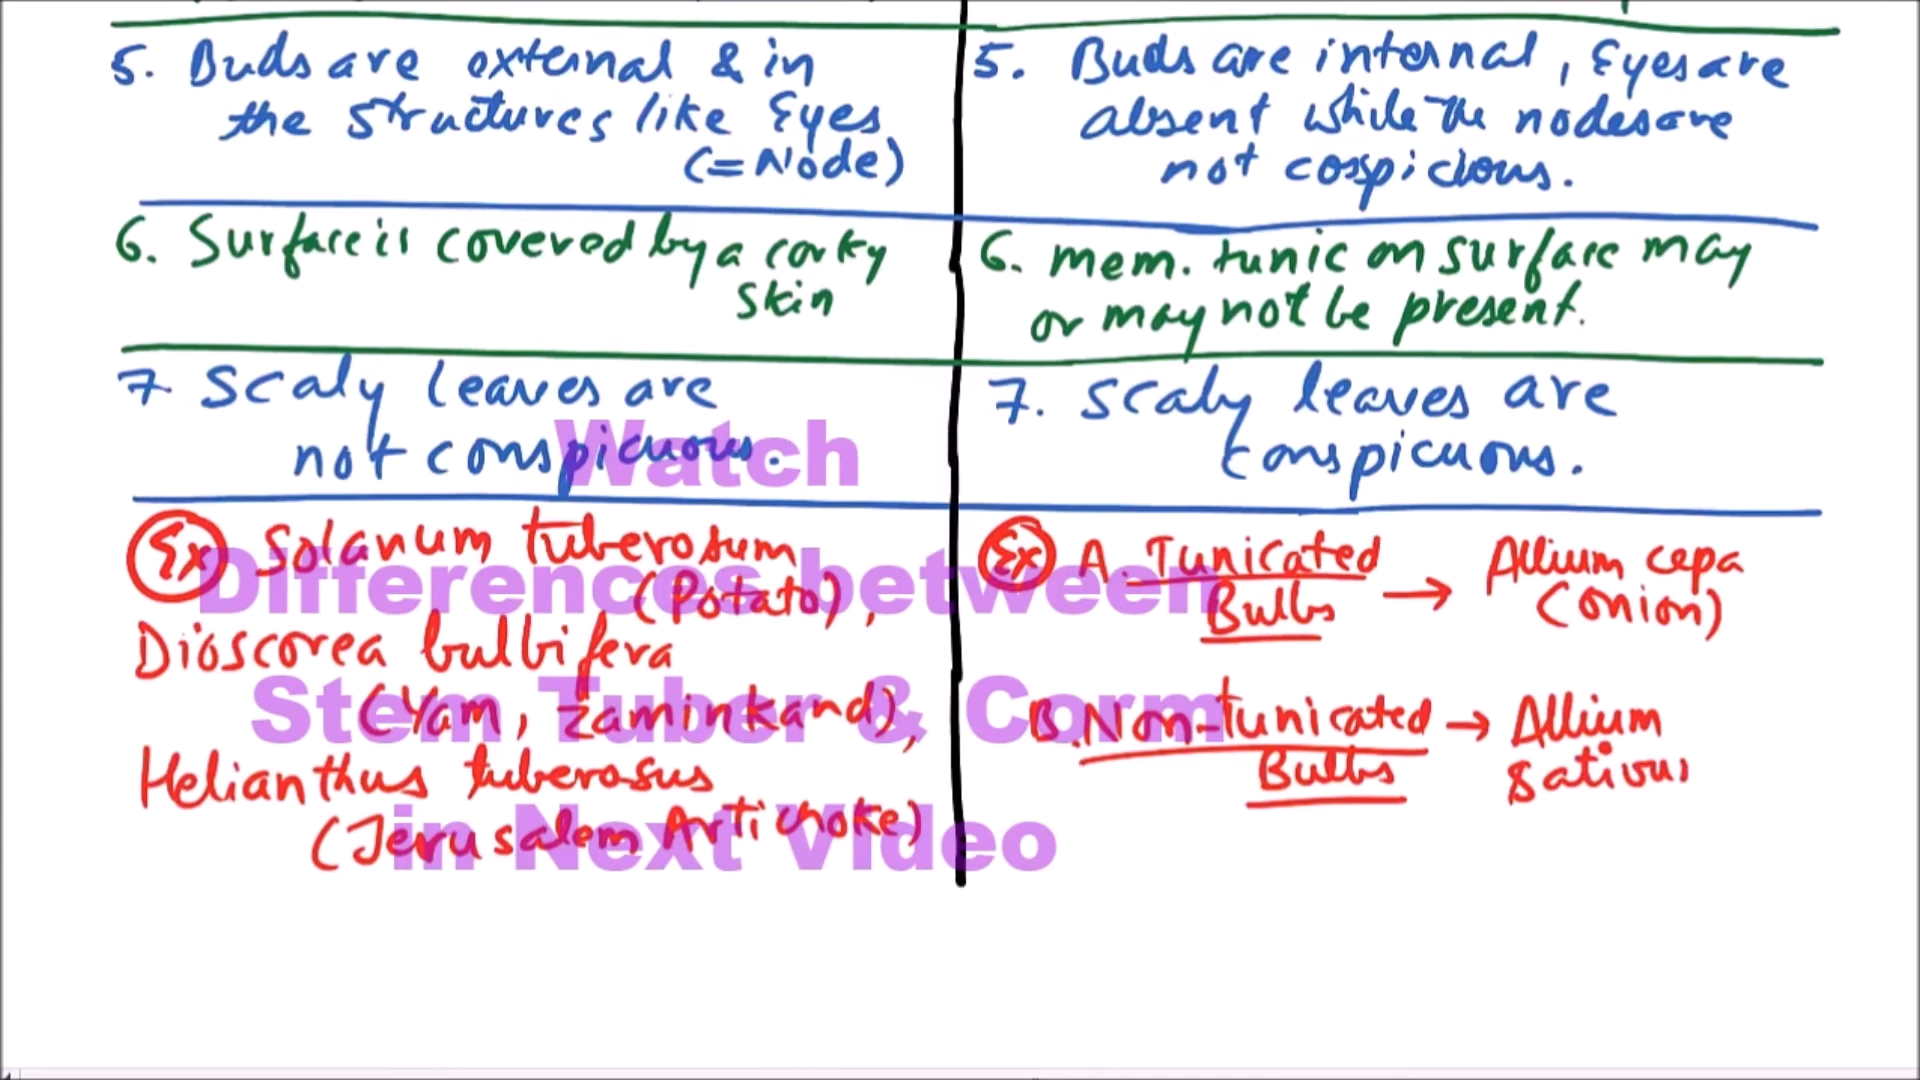 5. Buds are external & in
the structures like Eyes
(=Node)
6. Surface is covered by a corky
skin
7 Scaly leaves are
not conspicuous.
Ex Solanum tuberosum
(Potato),
Dioscorea bulbifera
(Yam, Zaminkand),
Helianthus tuberosus
(Jerusalem Artichoke)
5. Buds are internal, Eyes are
absent while the nodes are
not cospicious.
6. mem. tunic on surface may
or may not be present.
7. Scaly leaves are
conspicuous.
Ex A. Tunicated
Bulbs → Allium cepa
(onion)
B. Non-tunicated
Bulbs → Allium
sativus
Watch
Differences between
Stem Tuber & Corm
in Next Video